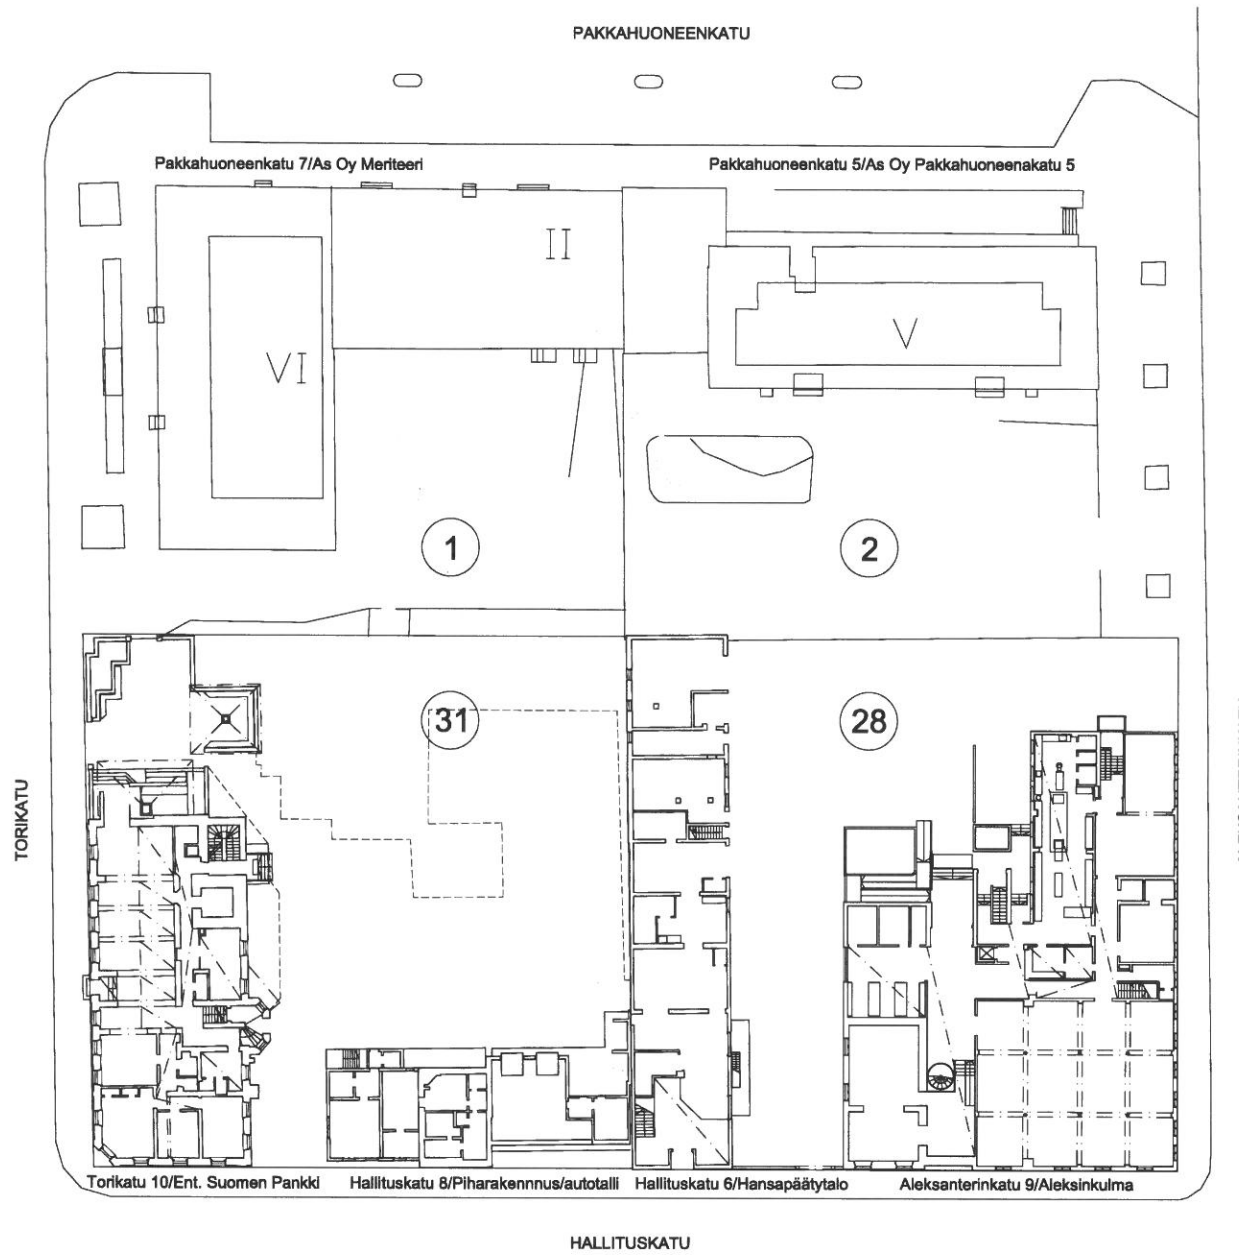 PAKKAHUONEENKATU
Pakkahuoneenkatu 7/As Oy Meriteeri
Pakkahuoneenkatu 5/As Oy Pakkahuoneenakatu 5
II
V
VI
1
2
31
28
TORIKATU
Torikatu 10/Ent. Suomen Pankki
Hallituskatu 8/Piharakennnus/autotalli
Hallituskatu 6/Hansapäätytalo
Aleksanterinkatu 9/Aleksinkulma
HALLITUSKATU